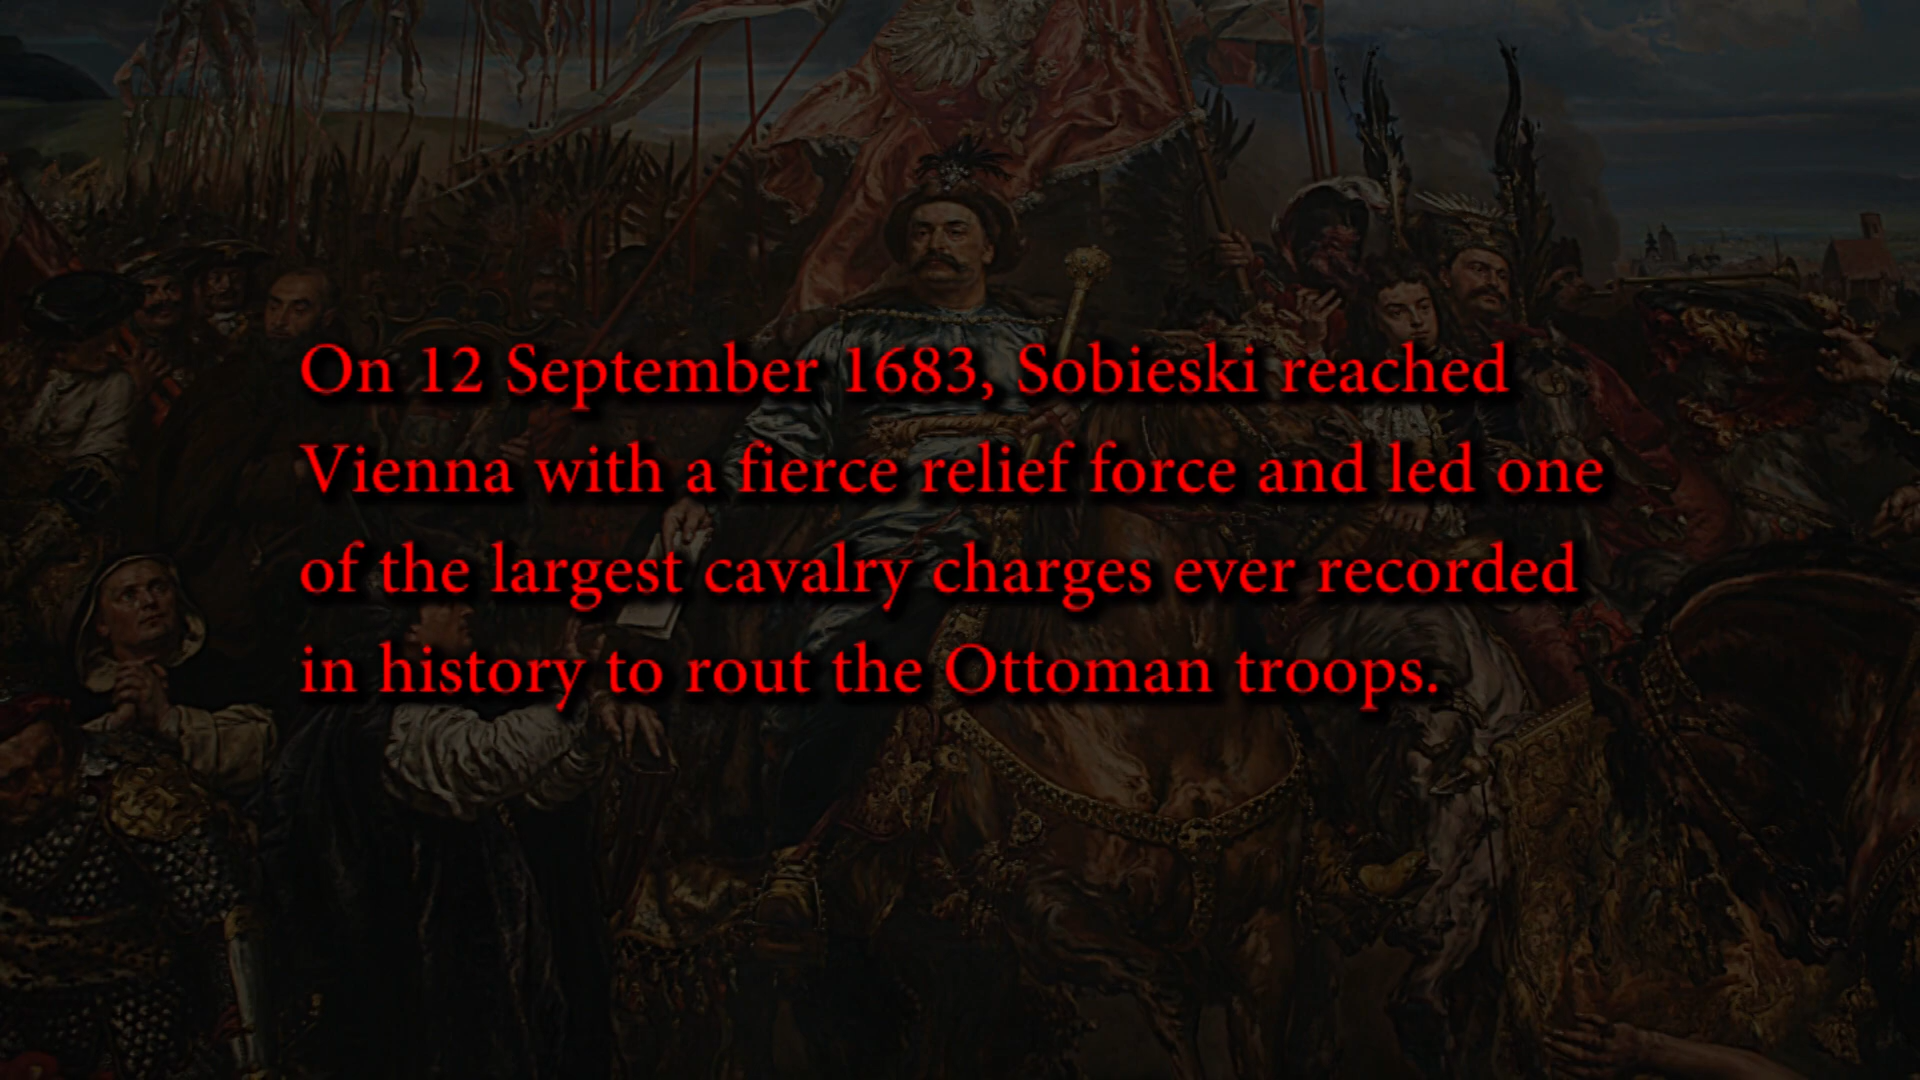 On 12 September 1683, Sobieski reached
Vienna with a fierce relief force and led one
of the largest cavalry charges ever recorded
in history to rout the Ottoman troops.